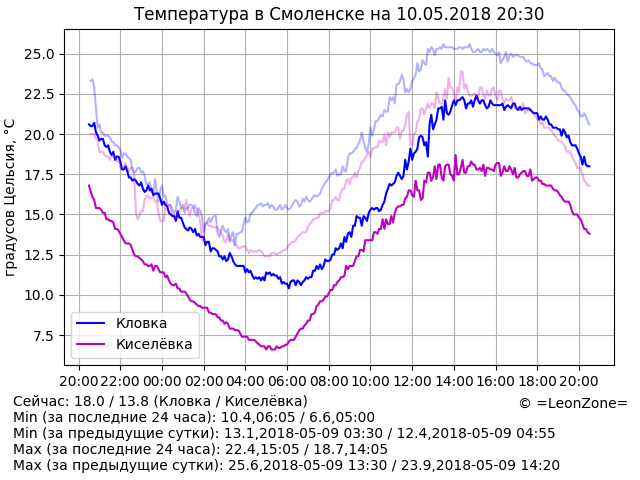 Температура в Смоленске на 10.05.2018 20:30
градусов Цельсия, °C
25.0
22.5
20.0
17.5
15.0
12.5
10.0
7.5
Кловка
Киселёвка
20:00 22:00 00:00 02:00 04:00 06:00 08:00 10:00 12:00 14:00 16:00 18:00 20:00
Сейчас: 18.0 / 13.8 (Кловка / Киселёвка)
© =LeonZone=
Min (за последние 24 часа): 10.4,06:05 / 6.6,05:00
Min (за предыдущие сутки): 13.1,2018-05-09 03:30 / 12.4,2018-05-09 04:55
Max (за последние 24 часа): 22.4,15:05 / 18.7,14:05
Max (за предыдущие сутки): 25.6,2018-05-09 13:30 / 23.9,2018-05-09 14:20